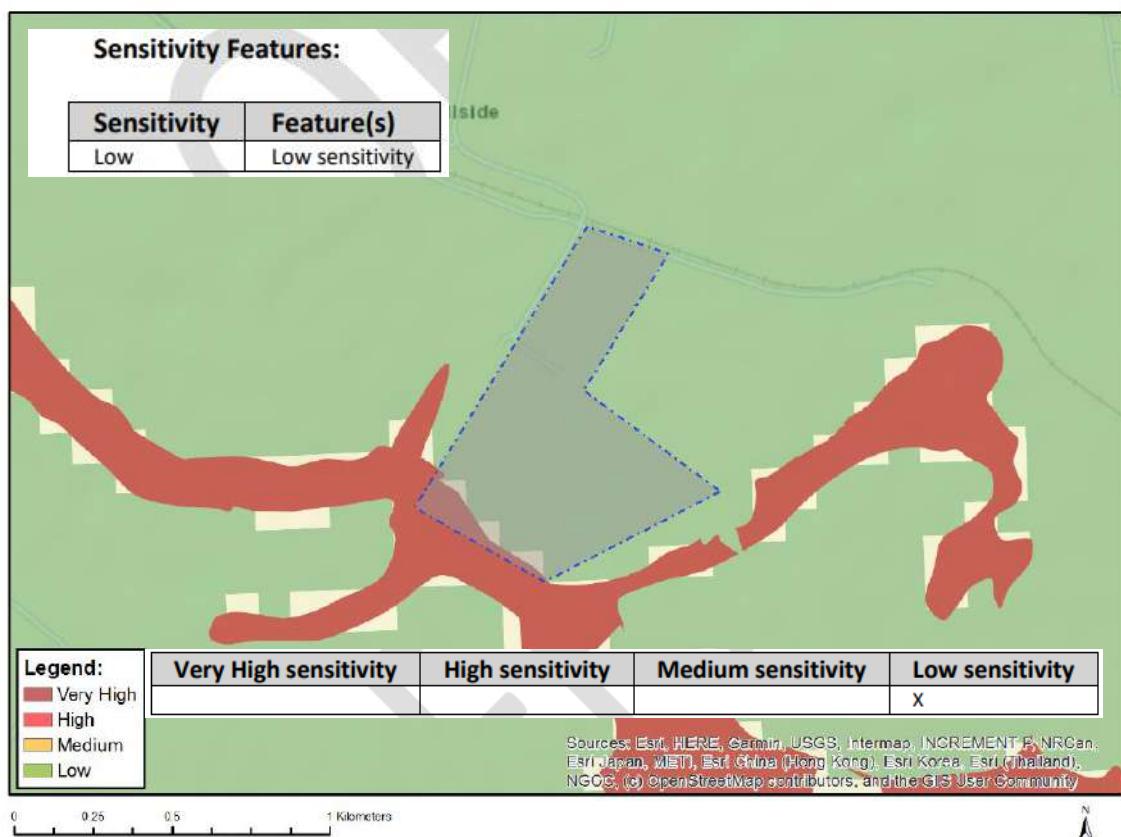 Sensitivity Features:
Sensitivity Feature(s)
Low Low sensitivity
llside
Legend:
Very High
High
Medium
Low
Very High sensitivity High sensitivity Medium sensitivity Low sensitivity
X
Sources: Esri, HERE, Garmin, USGS, Intermap, INCREMENT P, NRCan,
Esri Japan, METI, Esri China (Hong Kong), Esri Korea, Esri (Thailand),
NGCC, (c) OpenStreetMap contributors, and the GIS User Community
0 0.25 0.5 1 Kilometers
N